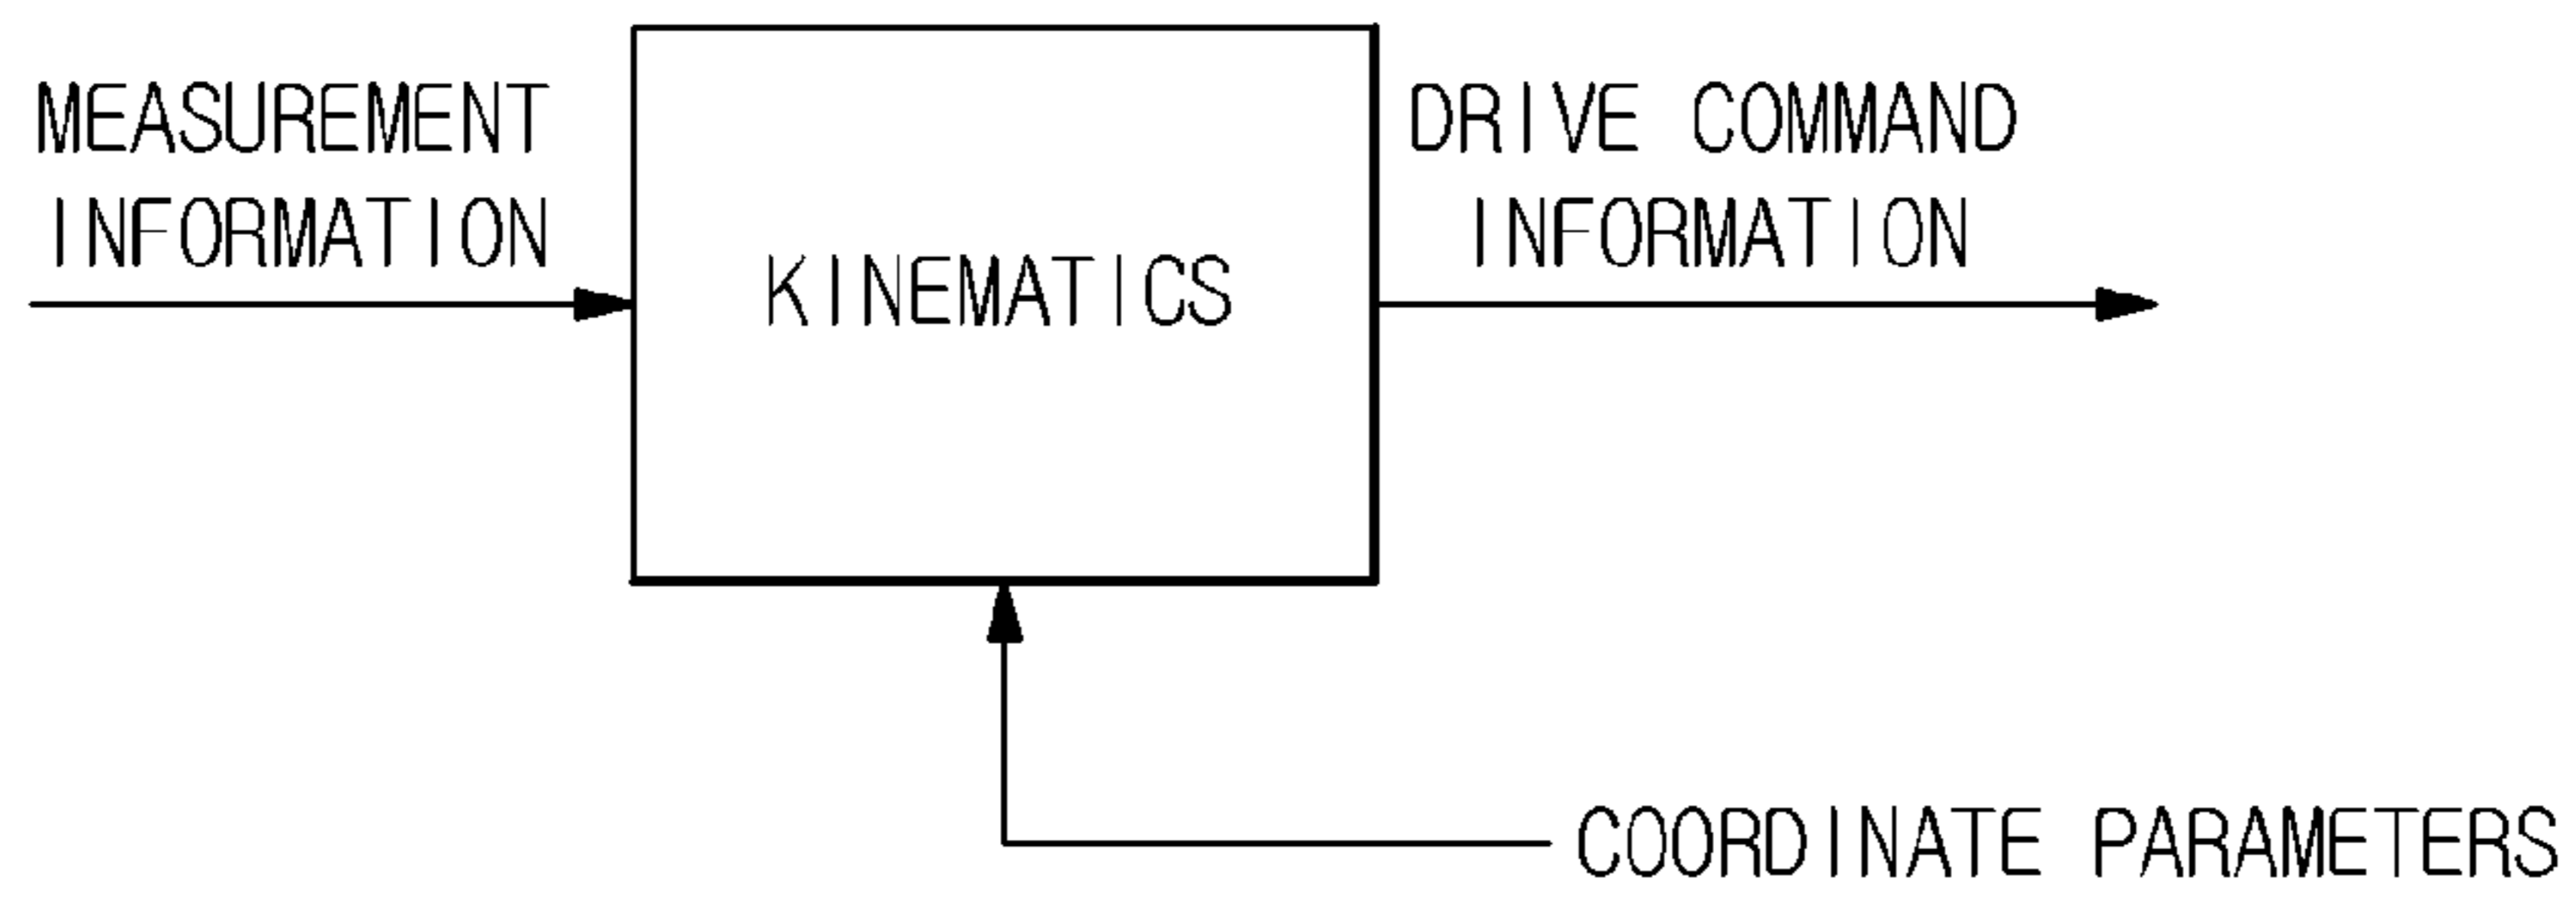 MEASUREMENT
INFORMATION
KINEMATICS
DRIVE COMMAND
INFORMATION
COORDINATE PARAMETERS